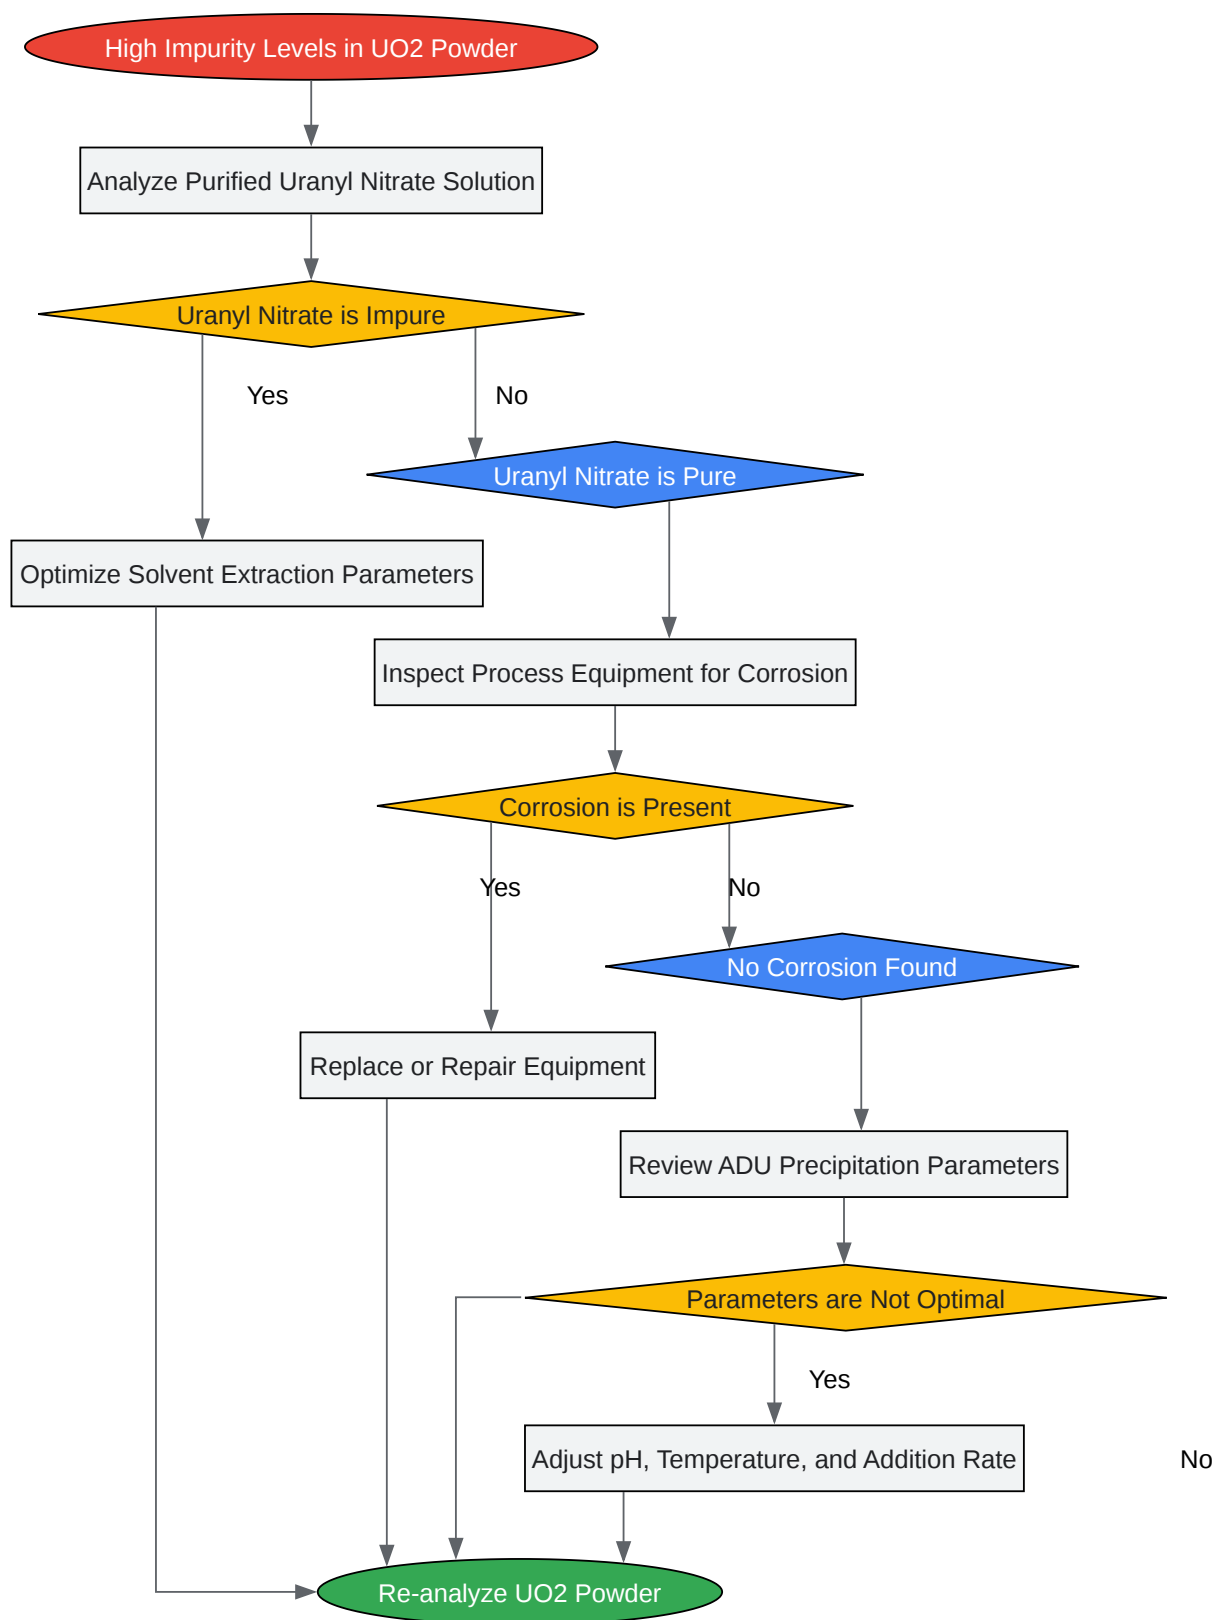 High Impurity Levels in UO2 Powder
Analyze Purified Uranyl Nitrate Solution
Uranyl Nitrate is Impure
Yes
No
Uranyl Nitrate is Pure
Optimize Solvent Extraction Parameters
Inspect Process Equipment for Corrosion
Corrosion is Present
Yes
No
No Corrosion Found
Replace or Repair Equipment
Review ADU Precipitation Parameters
Parameters are Not Optimal
Yes
Adjust pH, Temperature, and Addition Rate
No
Re-analyze UO2 Powder